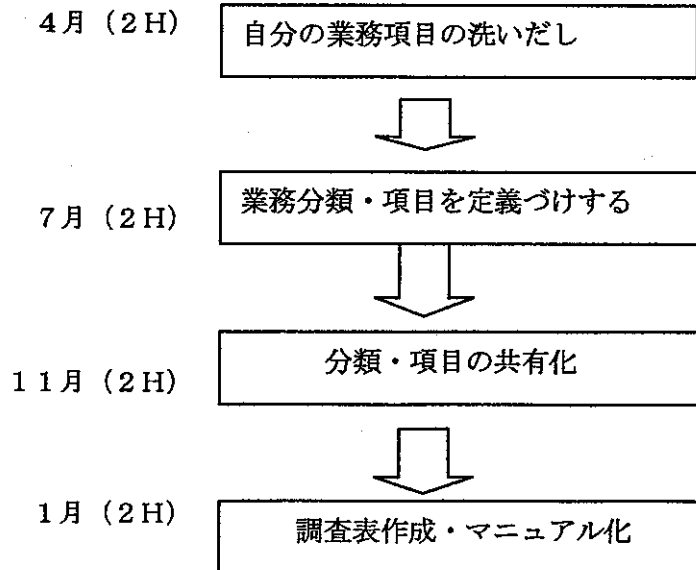 4月（2H） 自分の業務項目の洗いだし
7月（2H） 業務分類・項目を定義づけする
11月（2H） 分類・項目の共有化
1月（2H） 調査表作成・マニュアル化